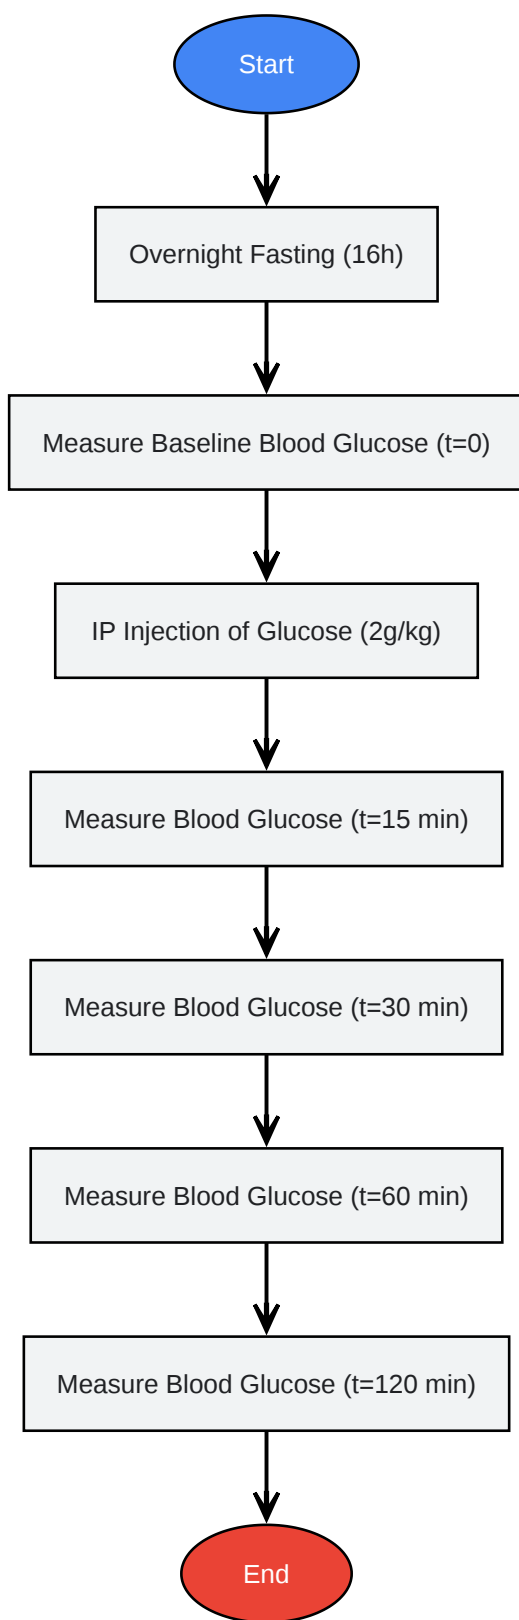 Start
Overnight Fasting (16h)
Measure Baseline Blood Glucose (t=0)
IP Injection of Glucose (2g/kg)
Measure Blood Glucose (t=15 min)
Measure Blood Glucose (t=30 min)
Measure Blood Glucose (t=60 min)
Measure Blood Glucose (t=120 min)
End